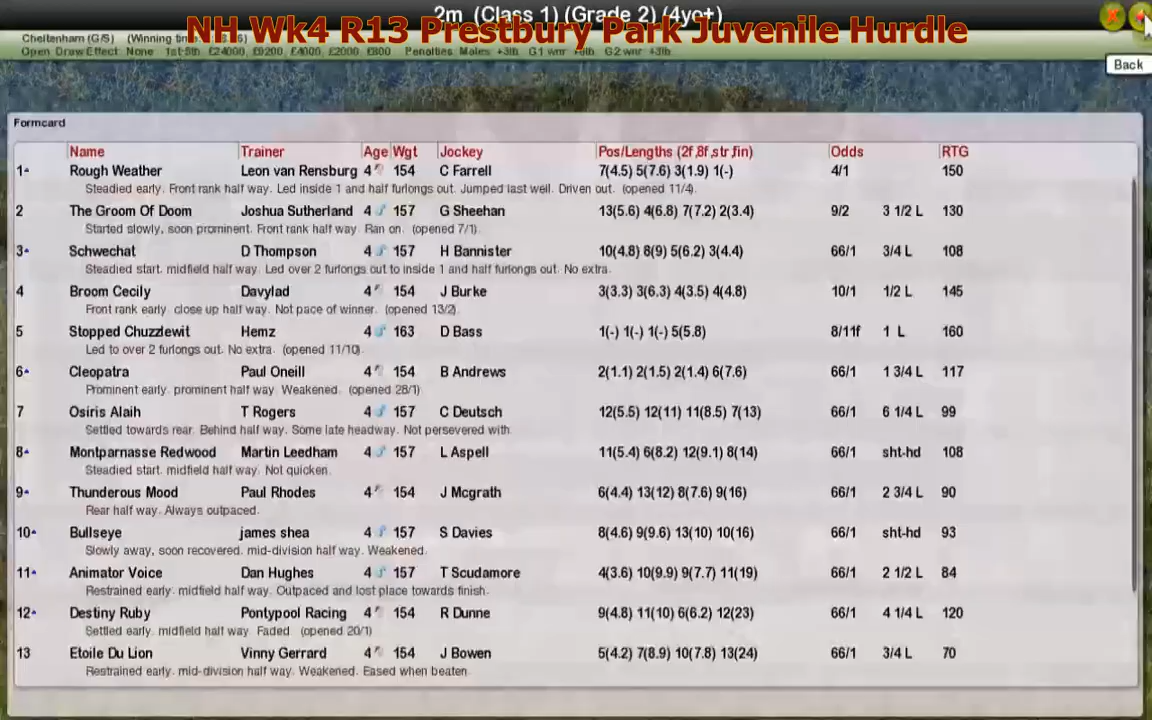 2m (Class 1) (Grade 2) (4yo+)
NH Wk4 R13 Prestbury Park Juvenile Hurdle
Cheltenham (G/S) (Winning
Open Draw Effect: None 1st-5th £24000, £9200, £4000, £2000, £800 Penalties: Males +3lb G1 wnr G2 wnr +3lb
Back
Formcard
Name Trainer Age Wgt Jockey Pos/Lengths (2f,8f,str,fin) Odds RTG
1 Rough Weather Leon van Rensburg 4 154 C Farrell 7(4.5) 5(7.6) 3(1.9) 1(-) 4/1 150
Steadied early. Front rank half way. Led inside 1 and half furlongs out. Jumped last well. Driven out. (opened 11/4).
2 The Groom Of Doom Joshua Sutherland 4 157 G Sheehan 13(5.6) 4(6.8) 7(7.2) 2(3.4) 9/2 3 1/2 L 130
Started slowly, soon prominent. Front rank half way. Ran on. (opened 7/1).
3 Schwechat D Thompson 4 157 H Bannister 10(4.8) 8(9) 5(6.2) 3(4.4) 66/1 3/4 L 108
Steadied start. midfield half way. Led over 2 furlongs out to inside 1 and half furlongs out. No extra.
4 Broom Cecily Davylad 4 154 J Burke 3(3.3) 3(6.3) 4(3.5) 4(4.8) 10/1 1/2 L 145
Front rank early. close up half way. Not pace of winner. (opened 13/2).
5 Stopped Chuzzlewit Hemz 4 163 D Bass 1(-) 1(-) 1(-) 5(5.8) 8/11f 1 L 160
Led to over 2 furlongs out. No extra. (opened 11/10).
6 Cleopatra Paul Oneill 4 154 B Andrews 2(1.1) 2(1.5) 2(1.4) 6(7.6) 66/1 1 3/4 L 117
Prominent early. prominent half way. Weakened. (opened 28/1).
7 Osiris Alaih T Rogers 4 157 C Deutsch 12(5.5) 12(11) 11(8.5) 7(13) 66/1 6 1/4 L 99
Settled towards rear. Behind half way. Some late headway. Not persevered with.
8 Montparnasse Redwood Martin Leedham 4 157 L Aspell 11(5.4) 6(8.2) 12(9.1) 8(14) 66/1 sht-hd 108
Steadied start. midfield half way. Not quicken.
9 Thunderous Mood Paul Rhodes 4 154 J Mcgrath 6(4.4) 13(12) 8(7.6) 9(16) 66/1 2 3/4 L 90
Rear half way. Always outpaced.
10 Bullseye james shea 4 157 S Davies 8(4.6) 9(9.6) 13(10) 10(16) 66/1 sht-hd 93
Slowly away, soon recovered. mid-division half way. Weakened.
11 Animator Voice Dan Hughes 4 157 T Scudamore 4(3.6) 10(9.9) 9(7.7) 11(19) 66/1 2 1/2 L 84
Restrained early. midfield half way. Outpaced and lost place towards finish.
12 Destiny Ruby Pontypool Racing 4 154 R Dunne 9(4.8) 11(10) 6(6.2) 12(23) 66/1 4 1/4 L 120
Settled early. midfield half way. Faded. (opened 20/1)
13 Etoile Du Lion Vinny Gerrard 4 154 J Bowen 5(4.2) 7(8.9) 10(7.8) 13(24) 66/1 3/4 L 70
Restrained early. mid-division half way. Weakened. Eased when beaten.